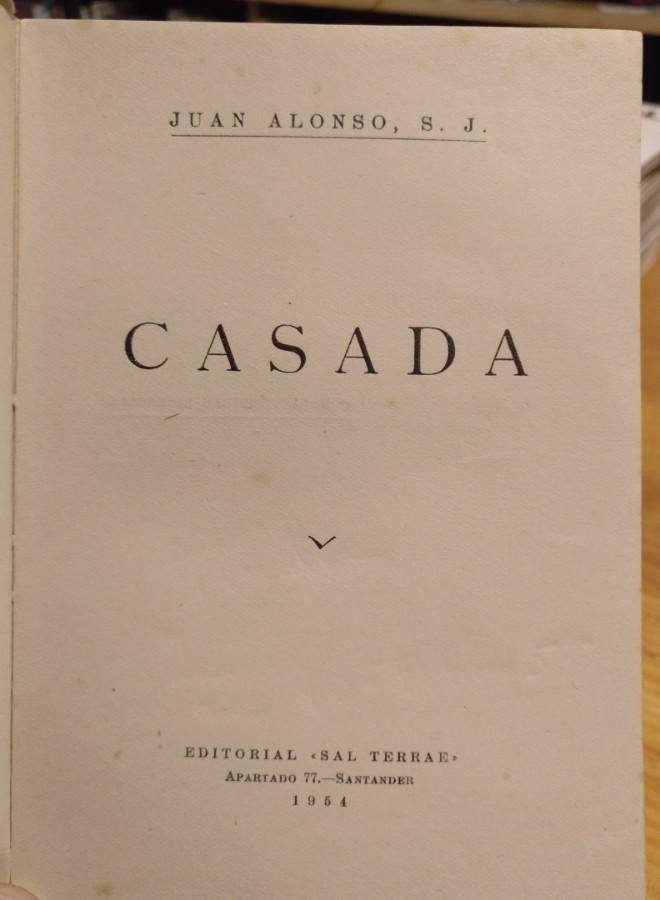 JUAN ALONSO, S. J.
CASADA
EDITORIAL «SAL TERRAE»
APARTADO 77.—SANTANDER
1954